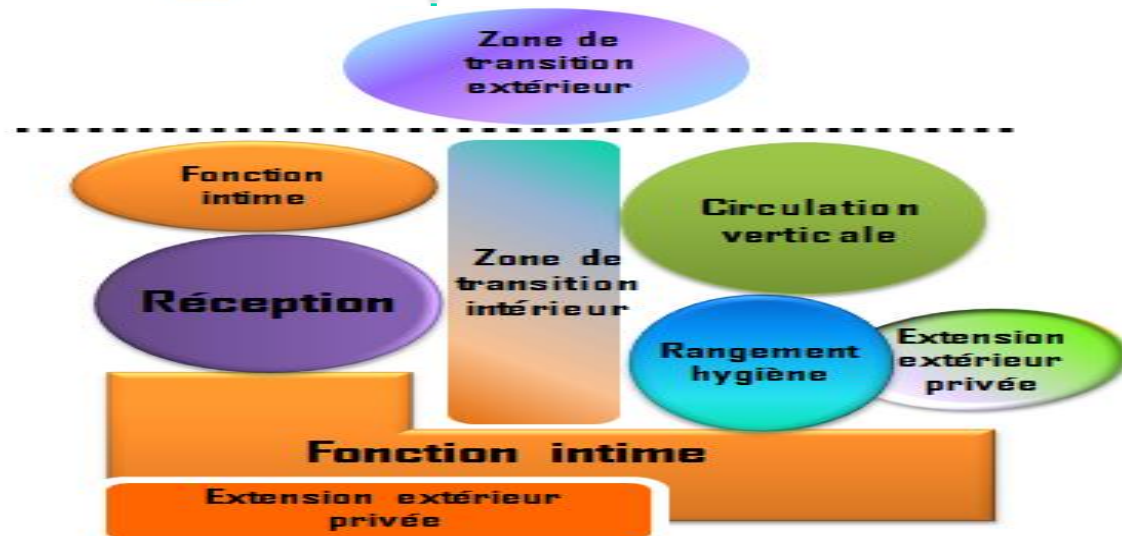 Zone de
transition
extérieur
Fonction
intime
Circulation
verticale
Zone de
transition
intérieur
Réception
Rangement
hygiène
Extension
extérieur
privée
Fonction intime
Extension extérieur
privée